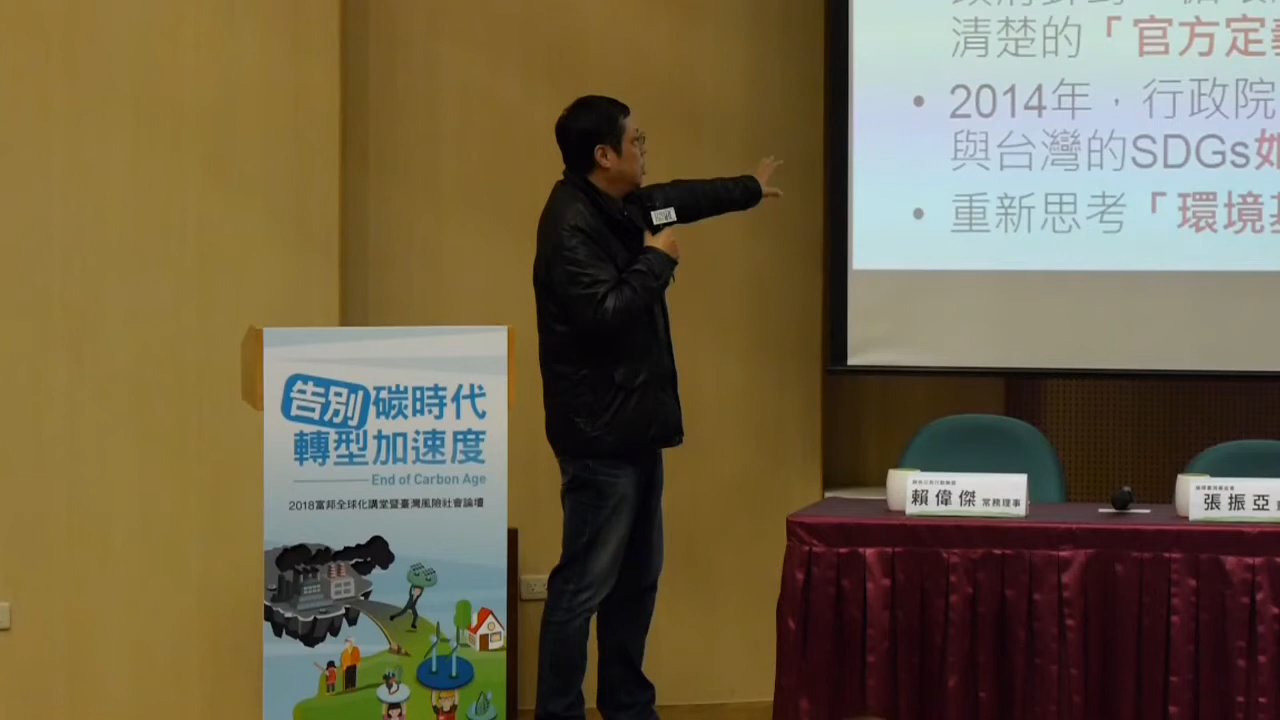 清楚的「官方定義
• 2014年，行政院
與台灣的SDGs
• 重新思考「環境
告別碳時代
轉型加速度
End of Carbon Age
2018富邦全球化講堂暨臺灣風險社會論壇
賴偉傑 常務理事
張振亞